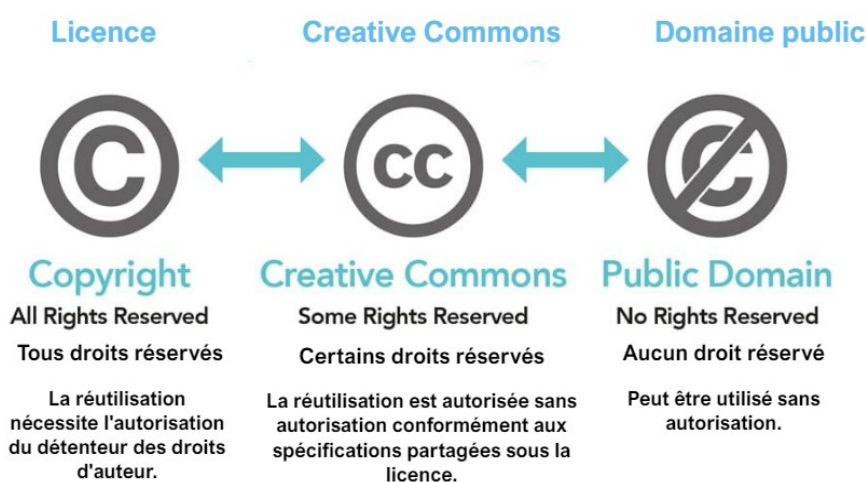 Licence
Creative Commons
Domaine public
C
CC
C
Copyright
Creative Commons
Public Domain
All Rights Reserved
Some Rights Reserved
No Rights Reserved
Tous droits réservés
Certains droits réservés
Aucun droit réservé
La réutilisation
nécessite l'autorisation
du détenteur des droits
d'auteur.
La réutilisation est autorisée sans
autorisation conformément aux
spécifications partagées sous la
licence.
Peut être utilisé sans
autorisation.